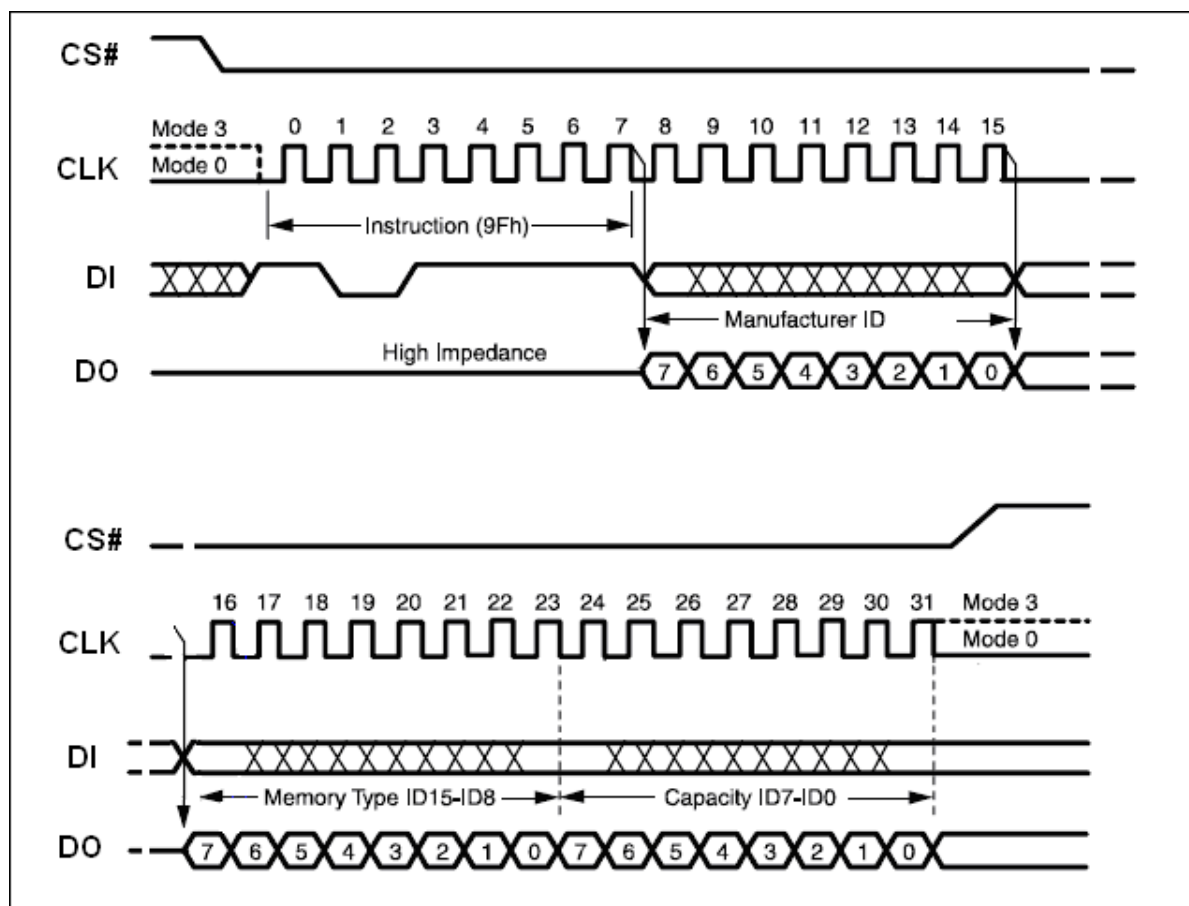 CS#
Mode 3 0 1 2 3 4 5 6 7 8 9 10 11 12 13 14 15
CLK Mode 0
Instruction (9Fh)
DI
Manufacturer ID
High Impedance
DO 7 6 5 4 3 2 1 0
CS#
16 17 18 19 20 21 22 23 24 25 26 27 28 29 30 31 Mode 3
CLK Mode 0
DI
Memory Type ID15-ID8 Capacity ID7-ID0
DO 7 6 5 4 3 2 1 0 7 6 5 4 3 2 1 0